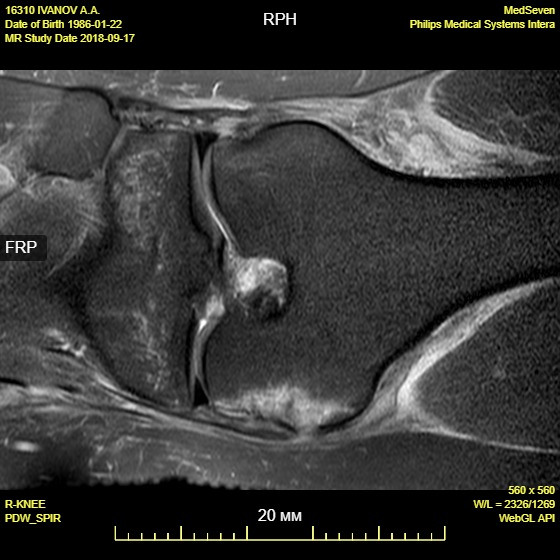 16310 IVANOV A.A.
Date of Birth 1986-01-22
MR Study Date 2018-09-17
RPH
MedSeven
Philips Medical Systems Intera
FRP
R-KNEE
PDW_SPIR
20 мм
560 x 560
W/L = 2326/1269
WebGL API